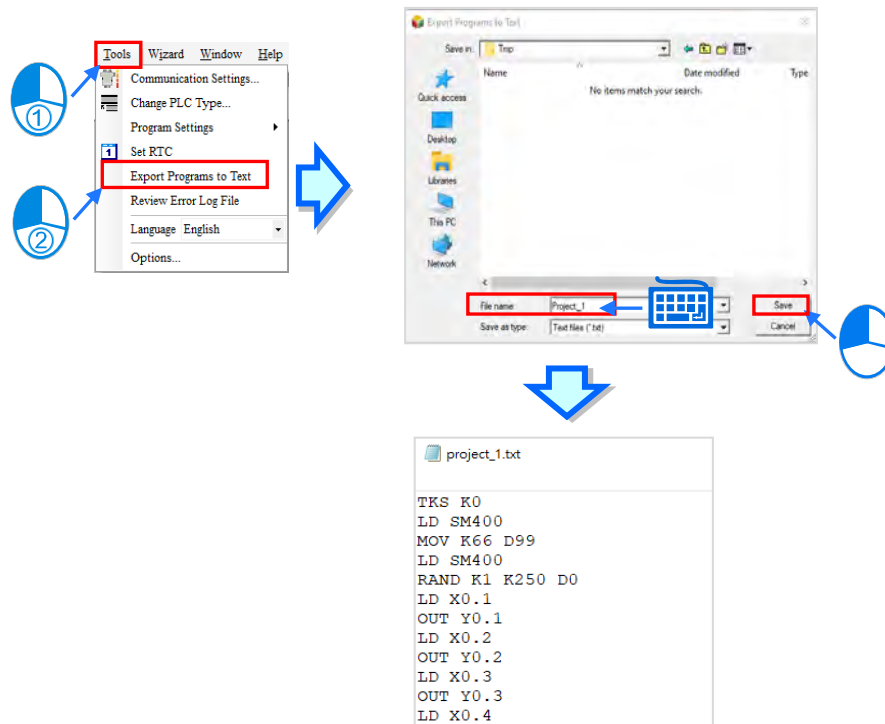 Tools Wizard Window Help
Communication Settings...
Change PLC Type...
Program Settings
1 Set RTC
Export Programs to Text
Review Error Log File
Language English
Options...
1
2
Export Programs to Text
Save in: Tmp
Name Date modified Type
No items match your search.
Quick access
Desktop
Libraries
This PC
Network
File name: Project_1 Save
Save as type: Text files (*.txt) Cancel
project_1.txt
TKS K0
LD SM400
MOV K66 D99
LD SM400
RAND K1 K250 D0
LD X0.1
OUT Y0.1
LD X0.2
OUT Y0.2
LD X0.3
OUT Y0.3
LD X0.4